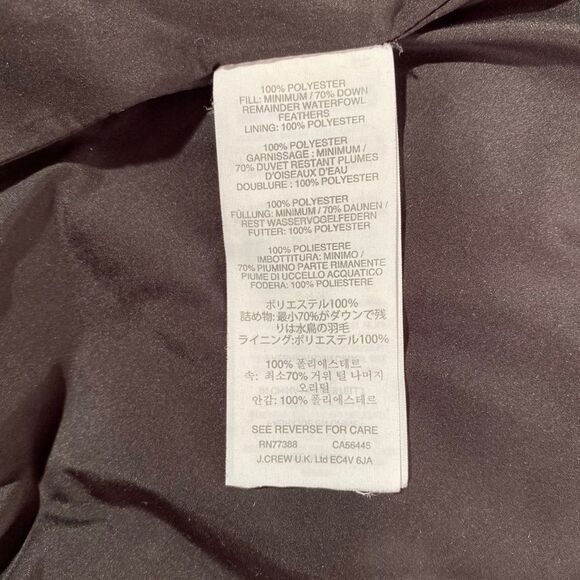 100% POLYESTER
FILL: MINIMUM / 70% DOWN
REMAINDER WATERFOWL
FEATHERS
LINING: 100% POLYESTER
100% POLYESTER
GARNISSAGE : MINIMUM /
70% DUVET RESTANT PLUMES
D'OISEAUX D'EAU
DOUBLURE : 100% POLYESTER
100% POLYESTER
FÜLLUNG: MINIMUM / 70% DAUNEN /
REST WASSERVOGELFEDERN
FUTTER: 100% POLYESTER
100% POLIESTERE
IMBOTTITURA: MINIMO /
70% PIUMINO PARTE RIMANENTE
PIUME DI UCCELLO ACQUATICO
FODERA: 100% POLIESTERE
ポリエステル100%
詰め物: 最小70%がダウンで残
りは水鳥の羽毛
ライニング: ポリエステル100%
100% 폴리에스테르
속: 최소70% 거위 털 나머지
오리털
안감: 100% 폴리에스테르
SEE REVERSE FOR CARE
RN77388 CA56445
J.CREW U.K. Ltd EC4V 6JA